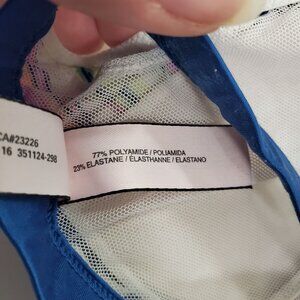 CA#23226
16 351124-298
77% POLYAMIDE / POLIAMIDA
23% ELASTANE / ÉLASTHANNE / ELASTANO